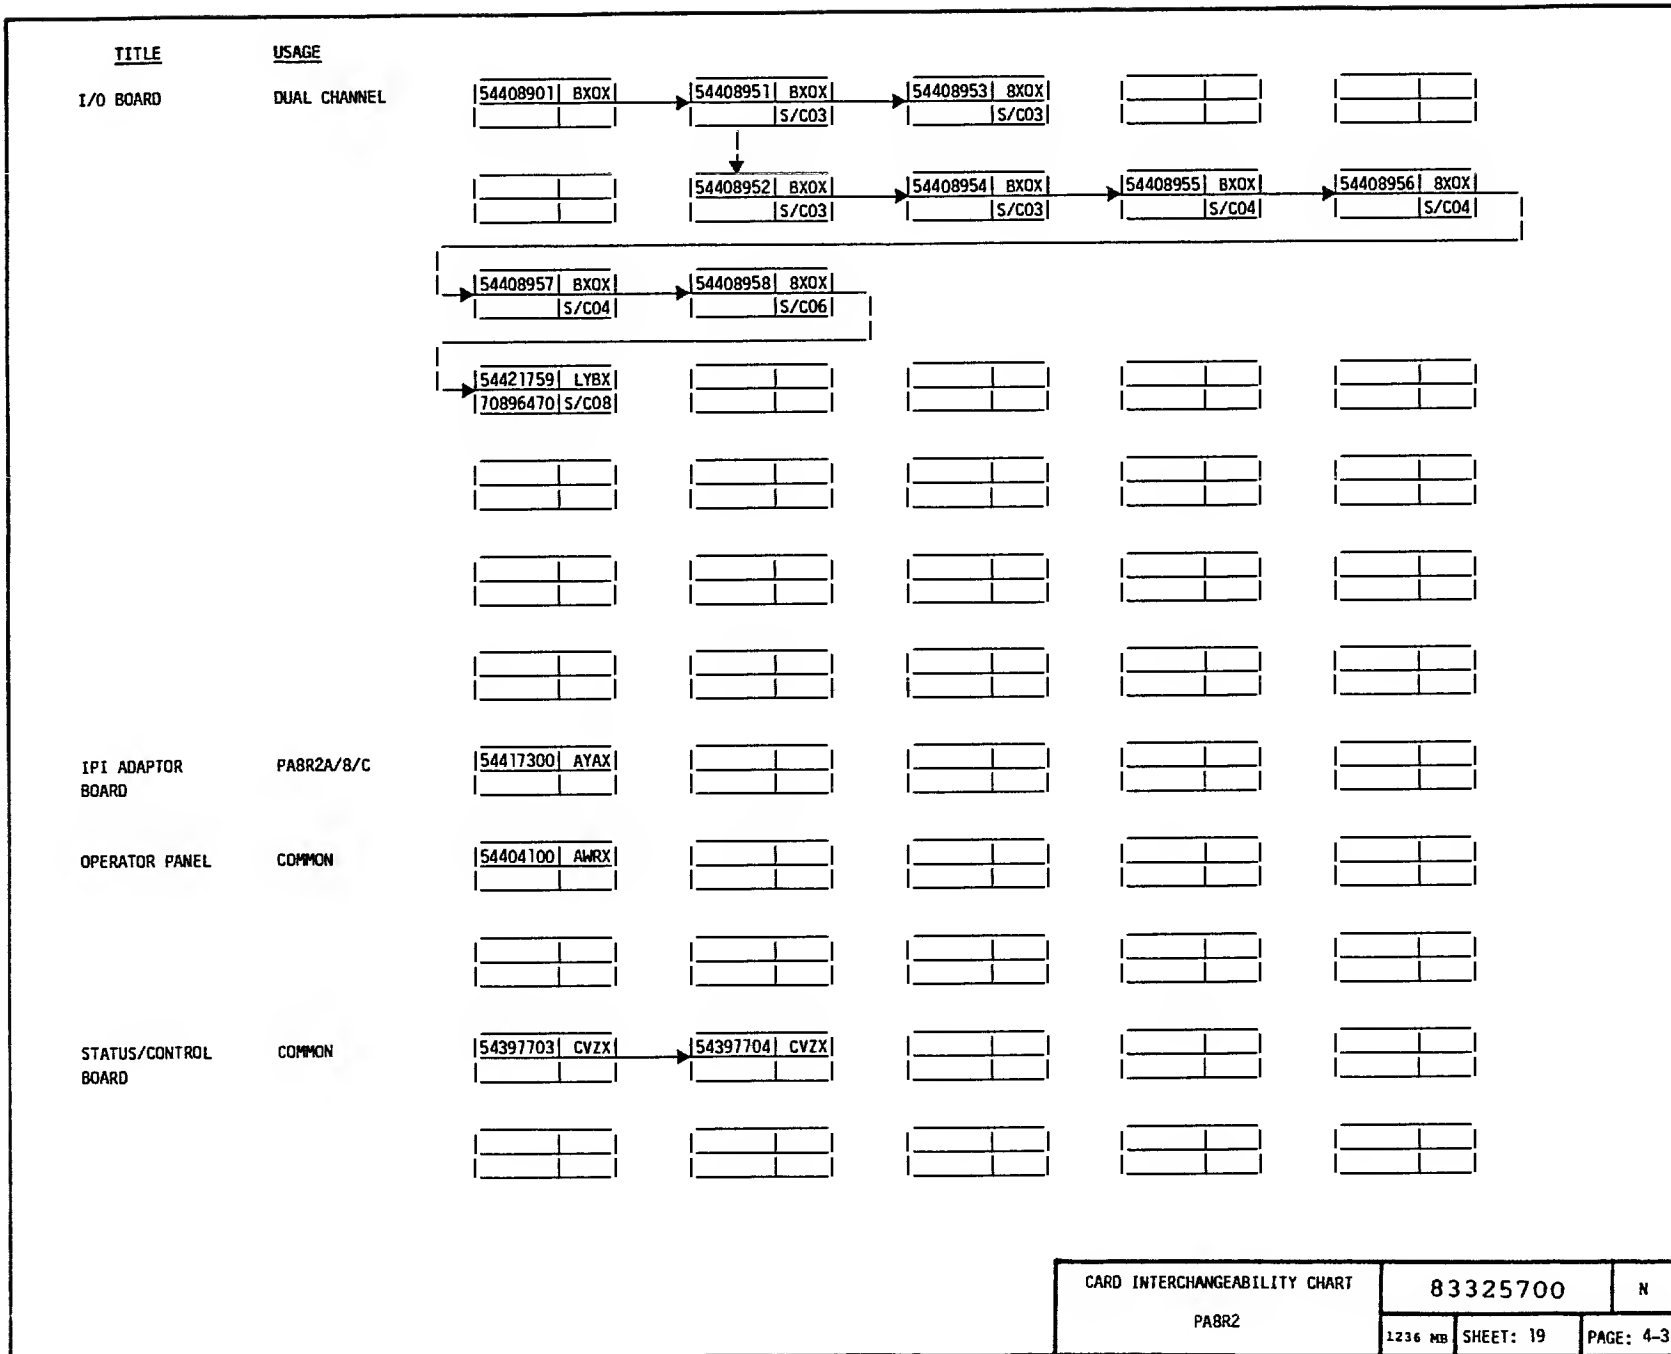 TITLE USAGE
I/O BOARD DUAL CHANNEL 54408901 BXOX 54408951 BXOX 54408953 8XOX
S/C03 S/C03
54408952 BXOX 54408954 BXOX 54408955 BXOX 54408956 8XOX
S/C03 S/C03 S/C04 S/C04
54408957 BXOX 54408958 8XOX
S/C04 S/C06
54421759 LYBX
70896470 S/C08
IPI ADAPTOR PA8R2A/8/C 54417300 AYAX
BOARD
OPERATOR PANEL COMMON 54404100 AWRX
STATUS/CONTROL COMMON 54397703 CVZX 54397704 CVZX
BOARD
CARD INTERCHANGEABILITY CHART 83325700 N
PA8R2
1236 MB SHEET: 19 PAGE: 4-3